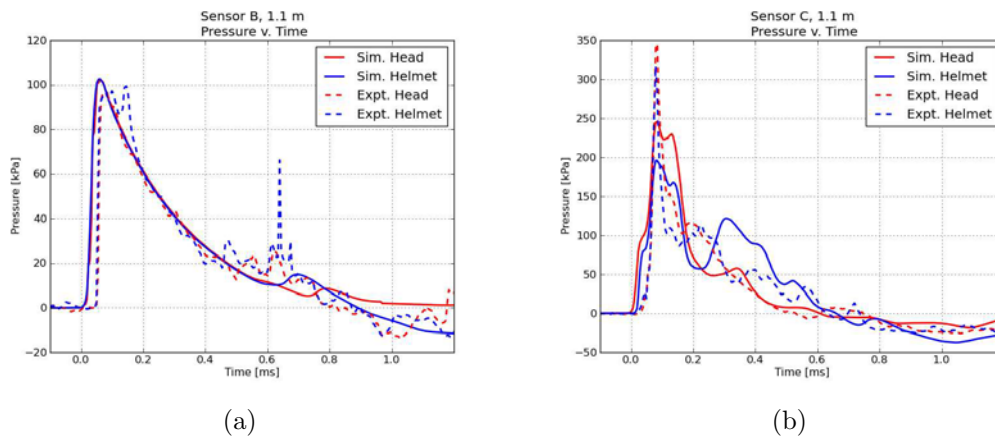 Sensor B, 1.1 m
Pressure v. Time
120
100
80
60
40
20
0
−20
Pressure [kPa]
0.0 0.2 0.4 0.6 0.8 1.0
Time [ms]
Sim. Head
Sim. Helmet
Expt. Head
Expt. Helmet
(a)
Sensor C, 1.1 m
Pressure v. Time
350
300
250
200
150
100
50
0
−50
Pressure [kPa]
0.0 0.2 0.4 0.6 0.8 1.0
Time [ms]
Sim. Head
Sim. Helmet
Expt. Head
Expt. Helmet
(b)